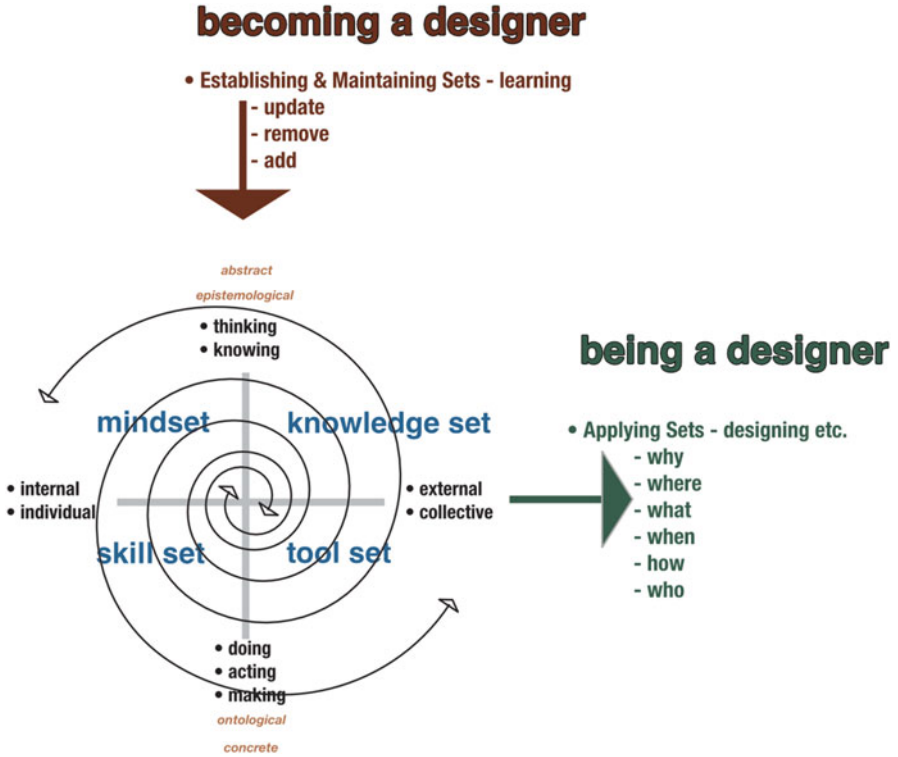 becoming a designer
• Establishing & Maintaining Sets - learning
- update
- remove
- add
abstract
epistemological
• thinking
• knowing
mindset
knowledge set
• internal
• individual
• external
• collective
skill set
tool set
• doing
• acting
• making
ontological
concrete
being a designer
• Applying Sets - designing etc.
- why
- where
- what
- when
- how
- who